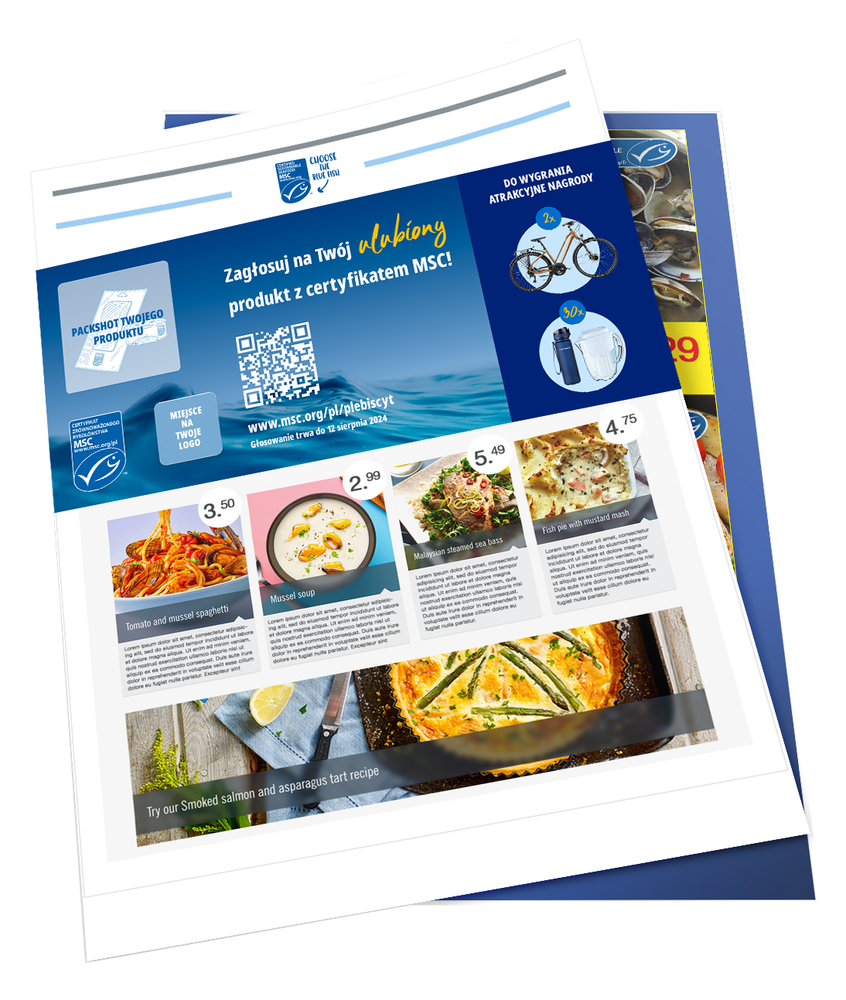 CERTIFIED
SUSTAINABLE
SEAFOOD
MSC
www.msc.org
CHOOSE
THE
BLUE FISH
Zagłosuj na Twój ulubiony
produkt z certyfikatem MSC!
DO WYGRANIA
ATRAKCYJNE NAGRODY
2x
30x
PACKSHOT TWOJEGO
PRODUKTU
CERTYFIKAT
ZRÓWNOWAŻONEGO
RYBOŁÓWSTWA
MSC
www.msc.org/pl
TM
MIEJSCE
NA
TWOJE
LOGO
www.msc.org/pl/plebiscyt
Głosowanie trwa do 12 sierpnia 2024
29
3.50
Tomato and mussel spaghetti
Lorem ipsum dolor sit amet, consectetur adipisic-
ing elit, sed do eiusmod tempor incididunt ut labore
et dolore magna aliqua. Ut enim ad minim veniam,
quis nostrud exercitation ullamco laboris nisi ut
aliquip ex ea commodo consequat. Duis aute irure
dolor in reprehenderit in voluptate velit esse cillum
dolore eu fugiat nulla pariatur. Excepteur sint
2.99
Mussel soup
Lorem ipsum dolor sit amet, consectetur adipisic-
ing elit, sed do eiusmod tempor incididunt ut labore
et dolore magna aliqua. Ut enim ad minim veniam,
quis nostrud exercitation ullamco laboris nisi ut
aliquip ex ea commodo consequat. Duis aute irure
dolor in reprehenderit in voluptate velit esse cillum
dolore eu fugiat nulla pariatur. Excepteur sint
5.49
Malaysian steamed sea bass
Lorem ipsum dolor sit amet, consectetur
adipisicing elit, sed do eiusmod tempor
incididunt ut labore et dolore magna
aliqua. Ut enim ad minim veniam, quis
nostrud exercitation ullamco laboris nisi
ut aliquip ex ea commodo consequat.
Duis aute irure dolor in reprehenderit in
voluptate velit esse cillum dolore eu
fugiat nulla pariatur.
4.75
Fish pie with mustard mash
Lorem ipsum dolor sit amet, consectetur
adipisicing elit, sed do eiusmod tempor
incididunt ut labore et dolore magna
aliqua. Ut enim ad minim veniam, quis
nostrud exercitation ullamco laboris nisi
ut aliquip ex ea commodo consequat.
Duis aute irure dolor in reprehenderit in
voluptate velit esse cillum dolore eu
fugiat nulla pariatur.
Try our Smoked salmon and asparagus tart recipe